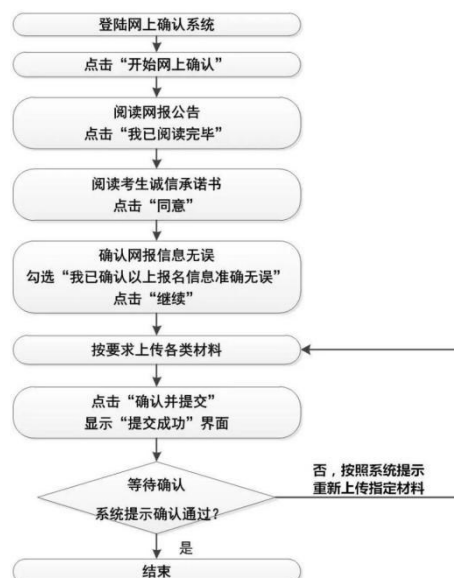 登陆网上确认系统
点击“开始网上确认”
阅读网报公告
点击“我已阅读完毕”
阅读考生诚信承诺书
点击“同意”
确认网报信息无误
勾选“我已确认以上报名信息准确无误”
点击“继续”
按要求上传各类材料
点击“确认并提交”
显示“提交成功”界面
等待确认
系统提示确认通过?
否，按照系统提示
重新上传指定材料
是
结束